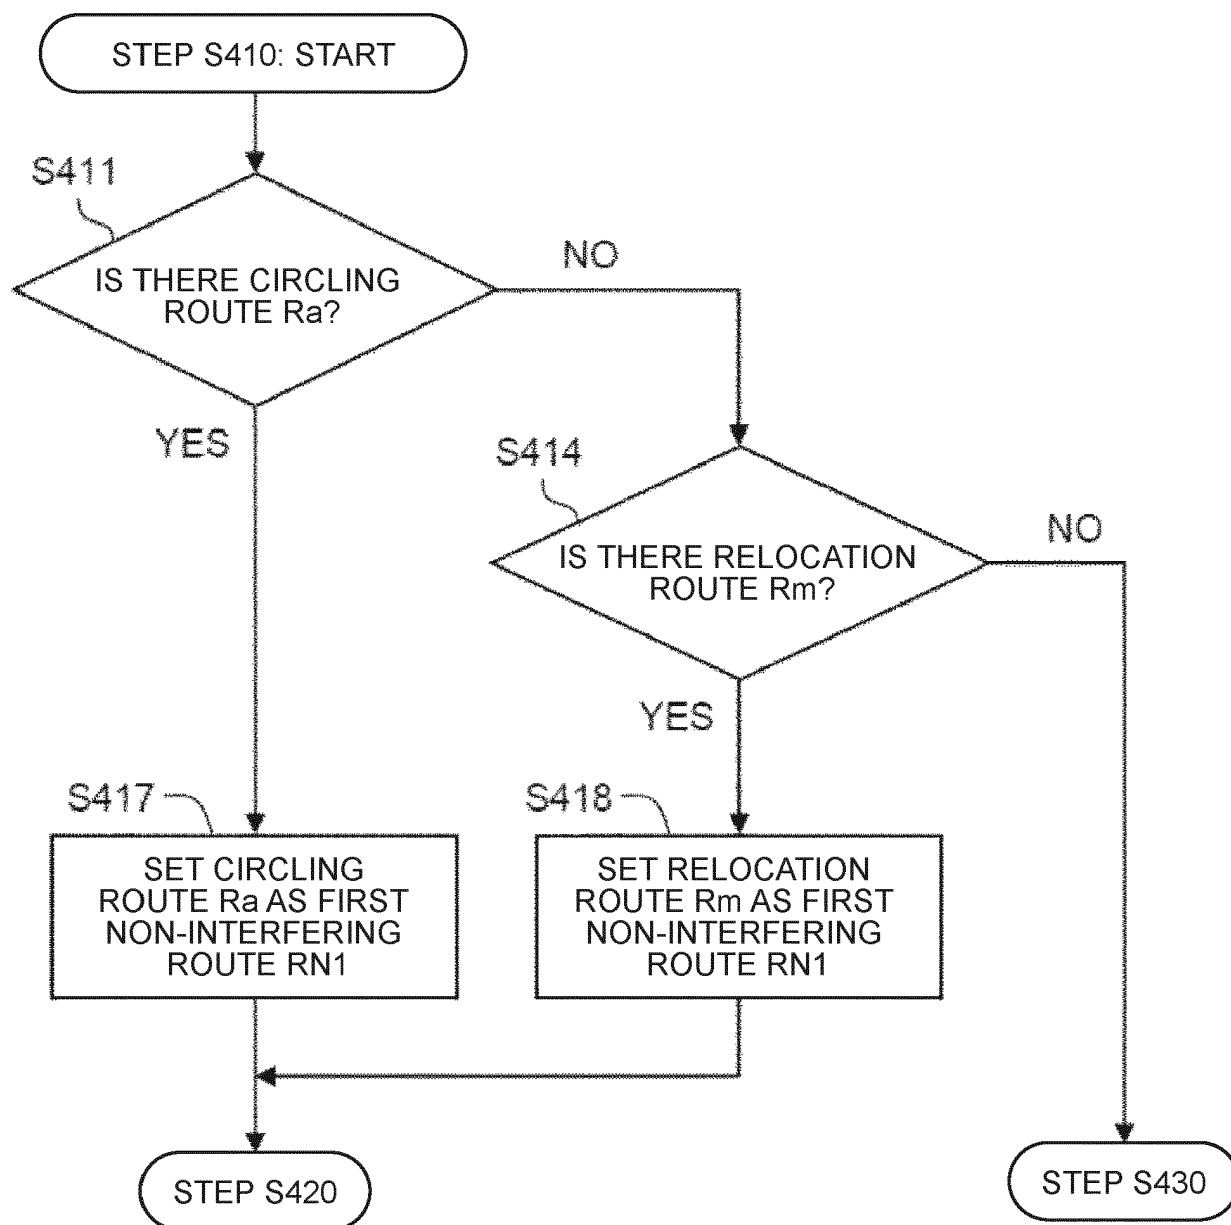 STEP S410: START
S411
IS THERE CIRCLING
ROUTE Ra?
NO
YES
S414
IS THERE RELOCATION
ROUTE Rm?
NO
YES
S417
SET CIRCLING
ROUTE Ra AS FIRST
NON-INTERFERING
ROUTE RN1
S418
SET RELOCATION
ROUTE Rm AS FIRST
NON-INTERFERING
ROUTE RN1
STEP S420
STEP S430